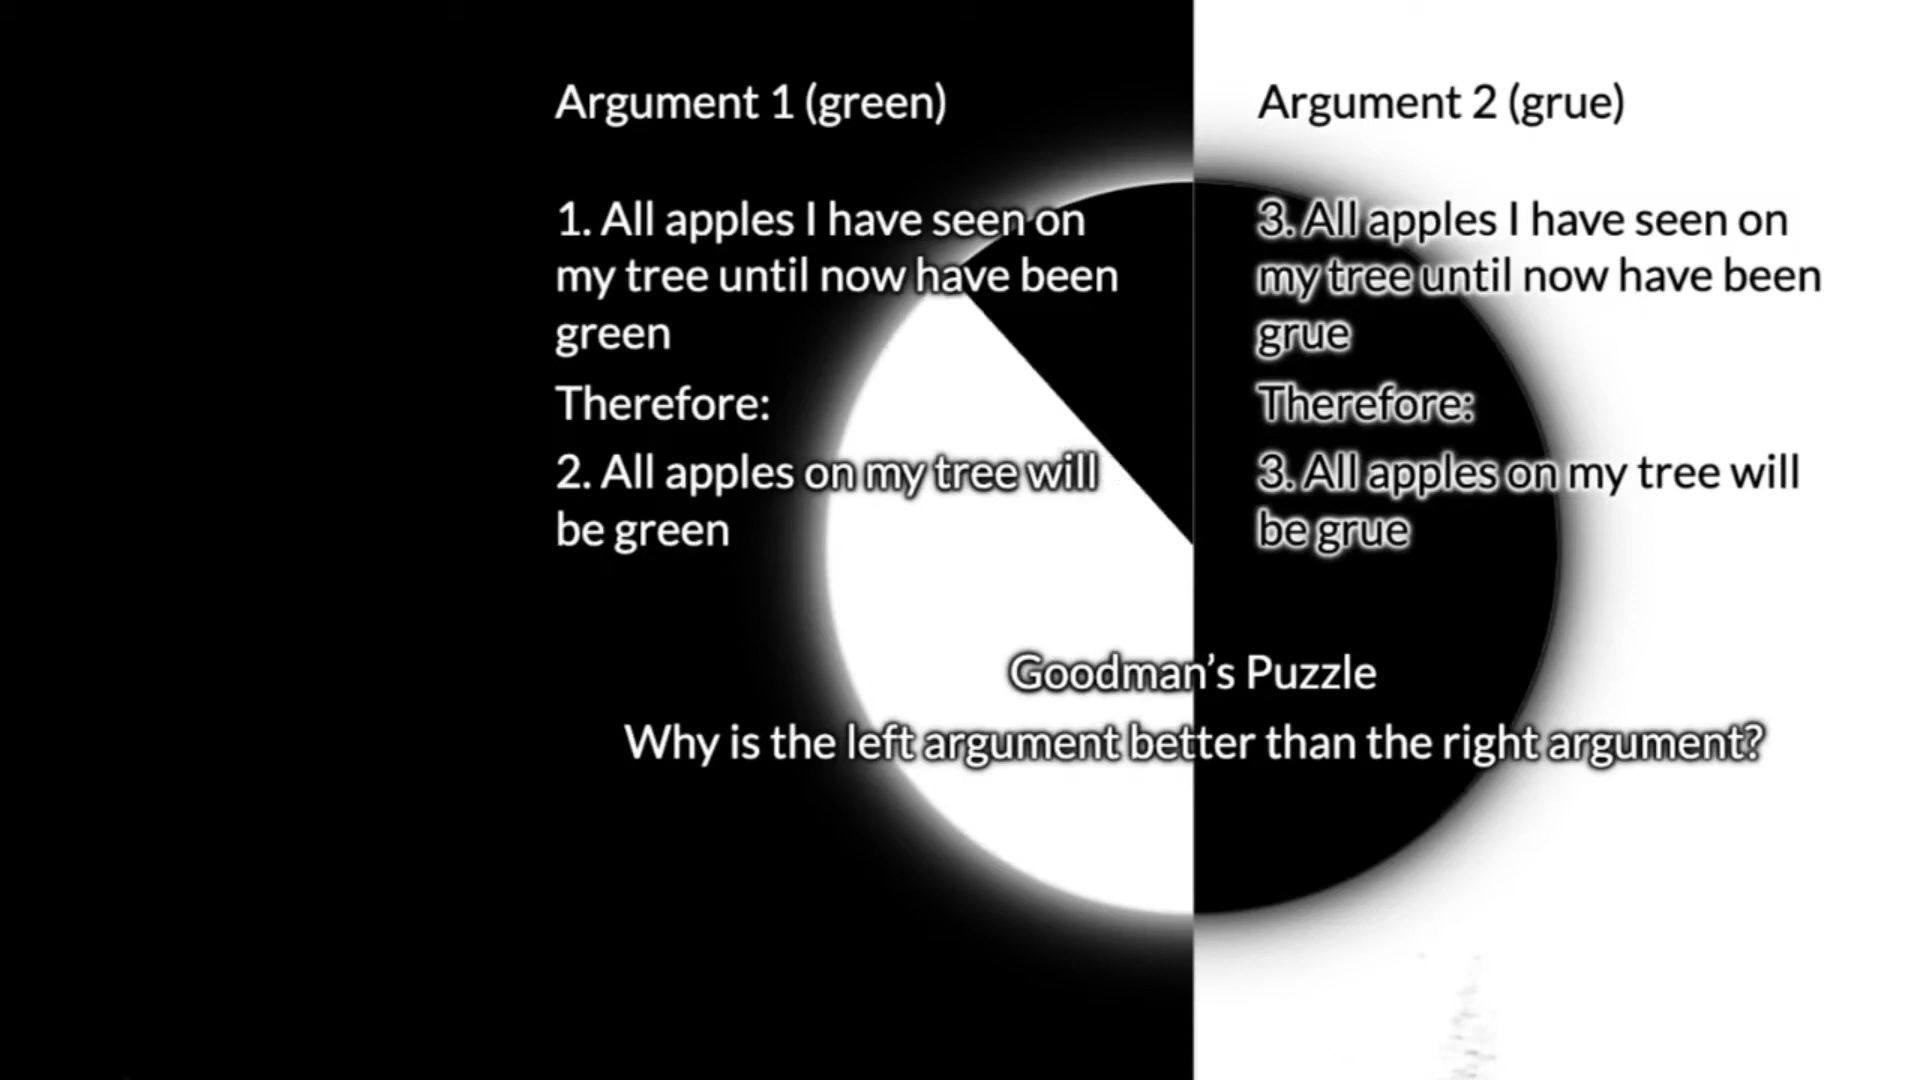 Argument 1 (green)
1. All apples I have seen on
my tree until now have been
green
Therefore:
2. All apples on my tree will
be green
Argument 2 (grue)
3. All apples I have seen on
my tree until now have been
grue
Therefore:
3. All apples on my tree will
be grue
Goodman’s Puzzle
Why is the left argument better than the right argument?